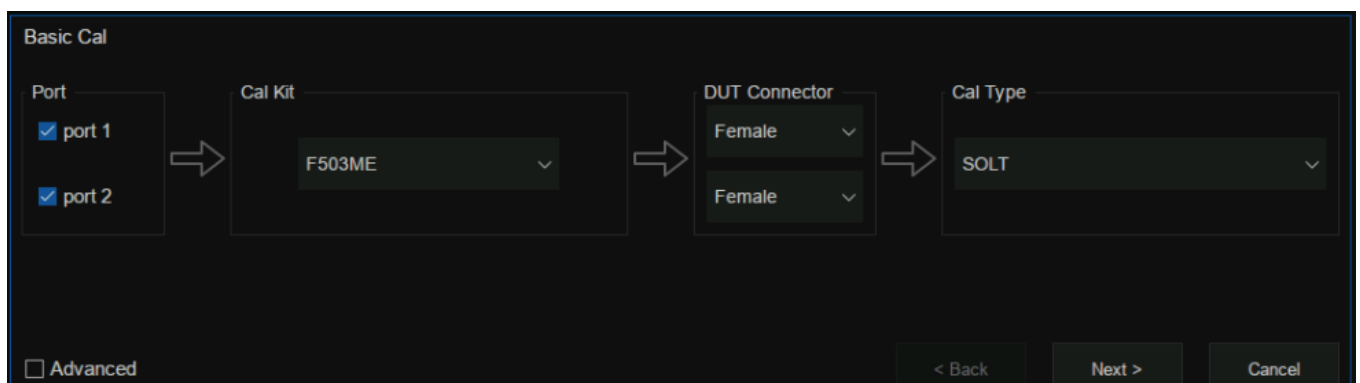 Basic Cal
Port
Cal Kit
DUT Connector
Cal Type
port 1
port 2
F503ME
Female
Female
SOLT
Advanced
< Back
Next >
Cancel